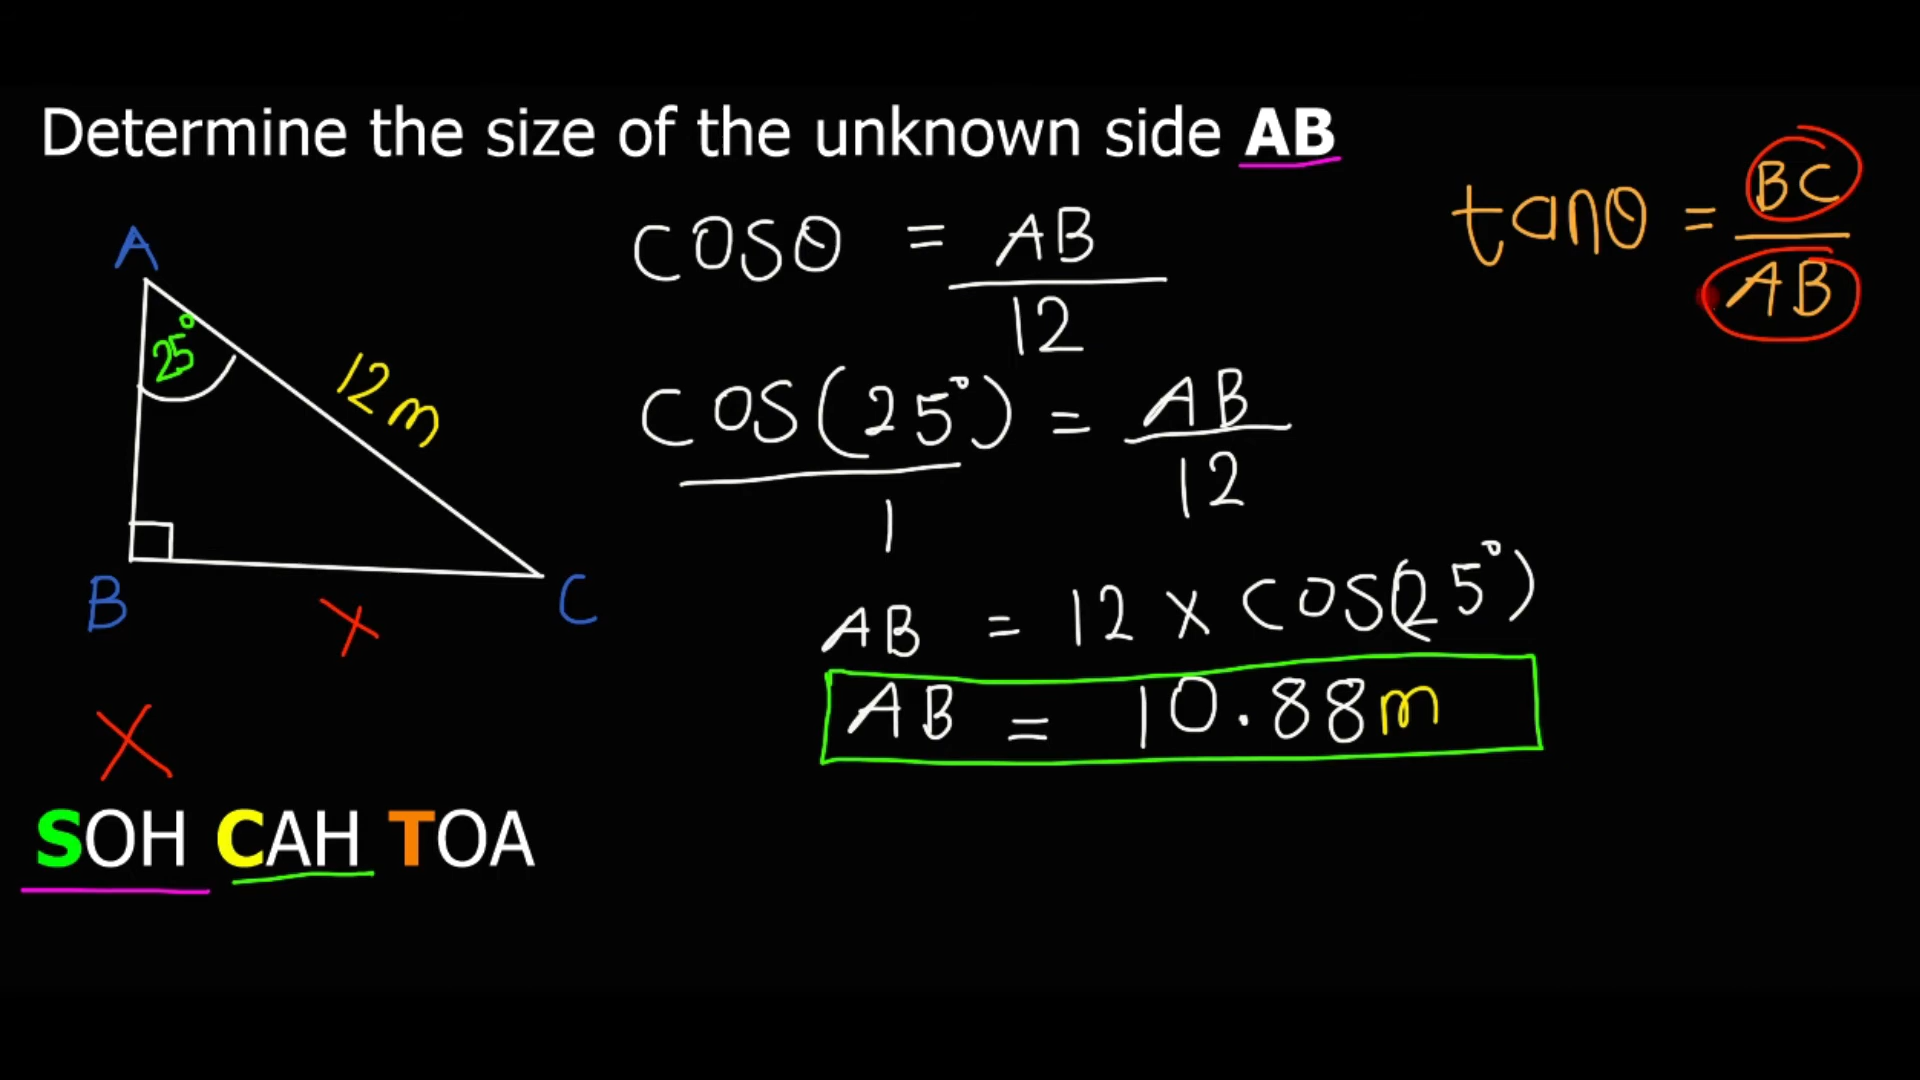 Determine the size of the unknown side AB
A
25°
12m
B
C
X
X
SOH CAH TOA
cosθ = AB
12
cos(25°) = AB
1 12
AB = 12 x cos(25°)
AB = 10.88m
tanθ = BC
AB